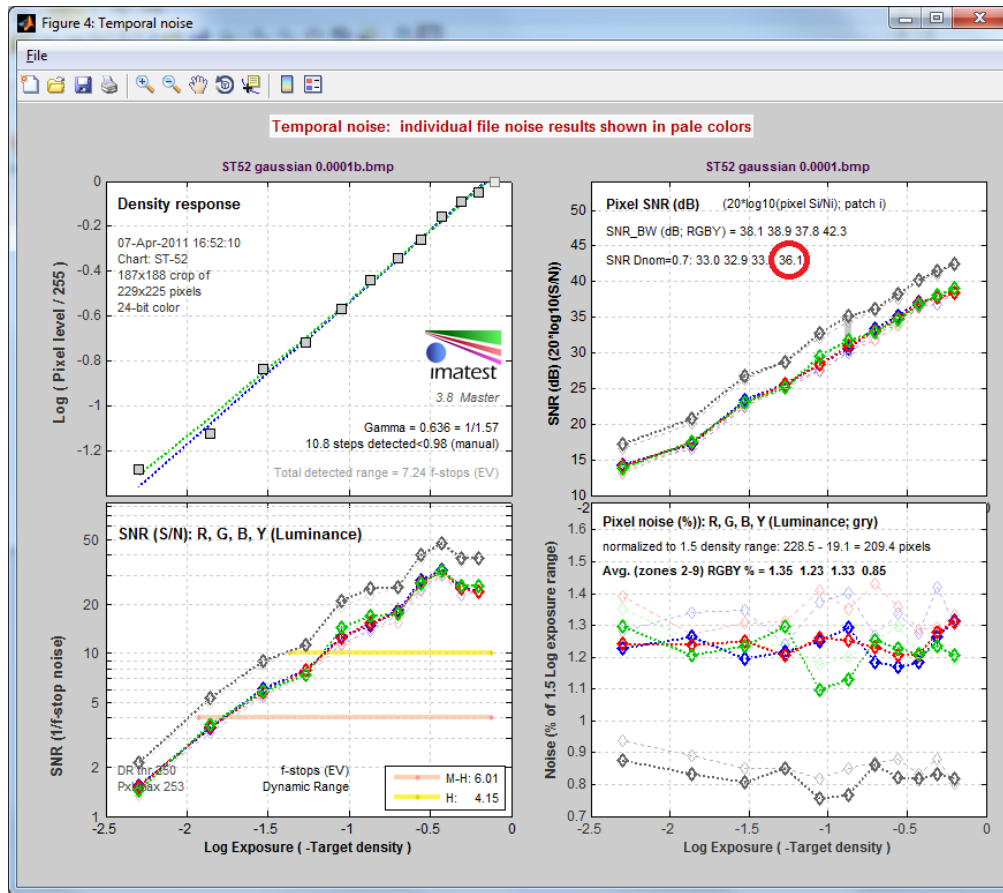 Figure 4: Temporal noise
File
Temporal noise: individual file noise results shown in pale colors
ST52 gaussian 0.0001b.bmp
0
-0.2
-0.4
-0.6
-0.8
-1
-1.2
Log ( Pixel level / 255 )
Density response
07-Apr-2011 16:52:10
Chart: ST-52
187x188 crop of
229x225 pixels
24-bit color
imatest
3.8 Master
Gamma = 0.636 = 1/1.57
10.8 steps detected<0.98 (manual)
Total detected range = 7.24 f-stops (EV)
ST52 gaussian 0.0001.bmp
50
45
40
35
30
25
20
15
10
SNR (dB) (20*log10(S/N))
Pixel SNR (dB) (20*log10(pixel Si/Ni); patch i)
SNR_BW (dB; RGBY) = 38.1 38.9 37.8 42.3
SNR Dnom=0.7: 33.0 32.9 33. 36.1
SNR (S/N): R, G, B, Y (Luminance)
50
20
10
5
2
1
SNR (1/f-stop noise)
DR thr 250
Px max 253
f-stops (EV)
Dynamic Range
M-H: 6.01
H: 4.15
-2.5 -2 -1.5 -1 -0.5 0
Log Exposure ( -Target density )
-2 0
Pixel noise (%)): R, G, B, Y (Luminance; gry)
normalized to 1.5 density range: 228.5 - 19.1 = 209.4 pixels
Avg. (zones 2-9) RGBY % = 1.35 1.23 1.33 0.85
1.6
1.5
1.4
1.3
1.2
1.1
1
0.9
0.8
0.7
Noise (% of 1.5 Log exposure range)
-2.5 -2 -1.5 -1 -0.5 0
Log Exposure ( -Target density )